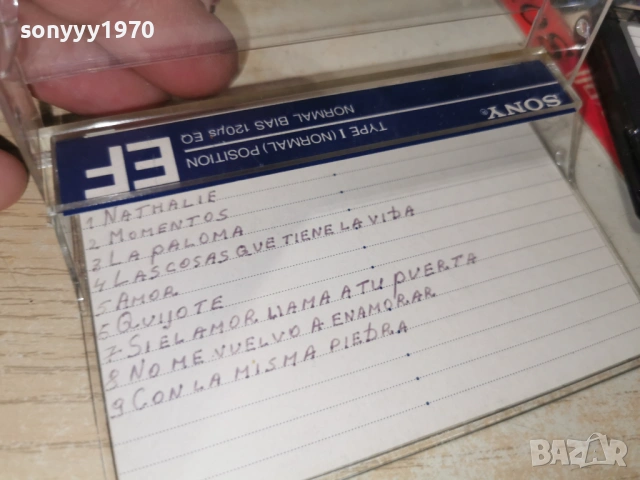 sonyyy1970
SONY®
TYPE I (NORMAL) POSITION
NORMAL BIAS 120µs EQ
EF
1 NATHALIE
2 MOMENTOS
3 LA PALOMA
4 LAS COSAS QUE TIENE LA VIDA
5 AMOR
6 QUIJOTE
7- SI EL AMOR LLAMA A TU PUERTA
8 NO ME VUELVO A ENAMORAR
9 CON LA MISMA PIEDRA
BAZAR
bg